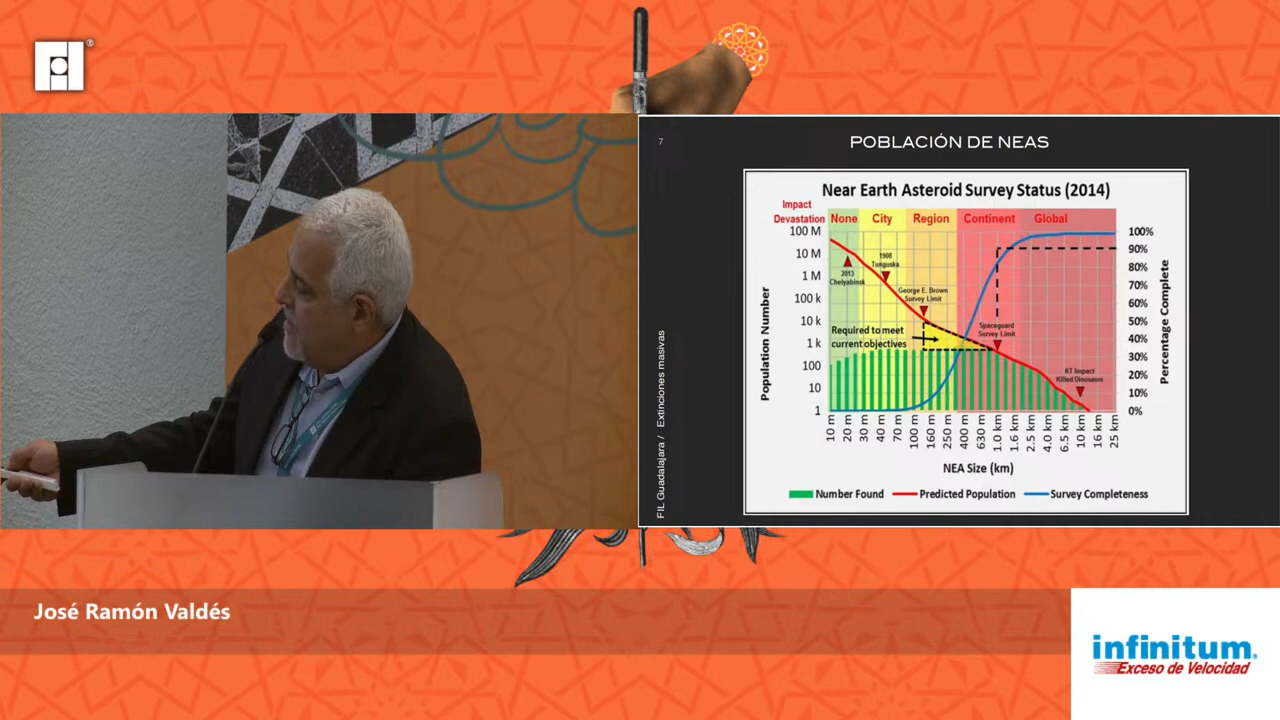 ®
7
POBLACIÓN DE NEAS
Near Earth Asteroid Survey Status (2014)
Impact
Devastation
None
City
Region
Continent
Global
100 M
10 M
1 M
100 k
10 k
1 k
100
10
1
Population Number
2013
Chelyabinsk
1908
Tunguska
George E. Brown
Survey Limit
Required to meet
current objectives
Spaceguard
Survey Limit
KT Impact
Killed Dinosaurs
100%
90%
80%
70%
60%
50%
40%
30%
20%
10%
0%
Percentage Complete
10 m
20 m
30 m
40 m
70 m
100 m
160 m
250 m
400 m
630 m
1.0 km
1.6 km
2.5 km
4.0 km
6.5 km
10 km
16 km
25 km
NEA Size (km)
Number Found
Predicted Population
Survey Completeness
FIL Guadalajara / Extinciones masivas
José Ramón Valdés
infinitum.
Exceso de Velocidad